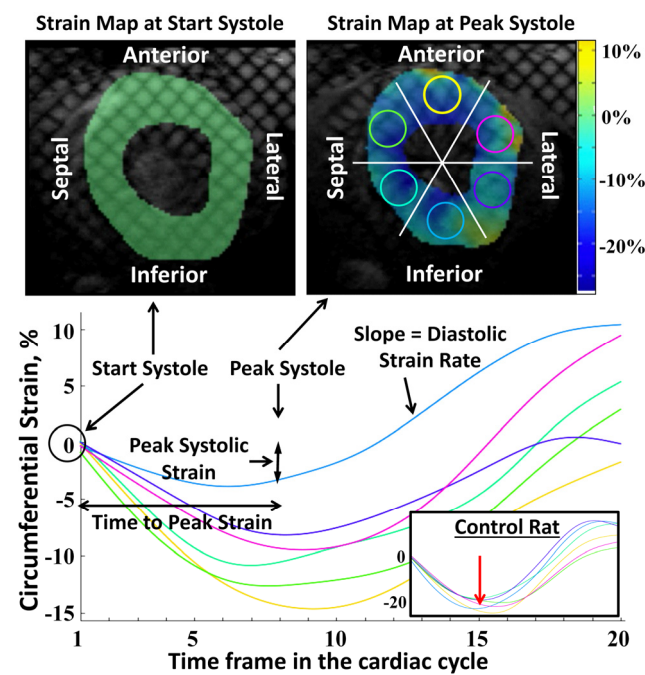 Strain Map at Start Systole
Strain Map at Peak Systole
Anterior
Septal
Lateral
Inferior
Anterior
Septal
Lateral
Inferior
10%
0%
-10%
-20%
Circumferential Strain, %
10
5
0
-5
-10
-15
Start Systole
Peak Systole
Slope = Diastolic
Strain Rate
Peak Systolic
Strain
Time to Peak Strain
Control Rat
0
-20
1
5
10
15
20
Time frame in the cardiac cycle